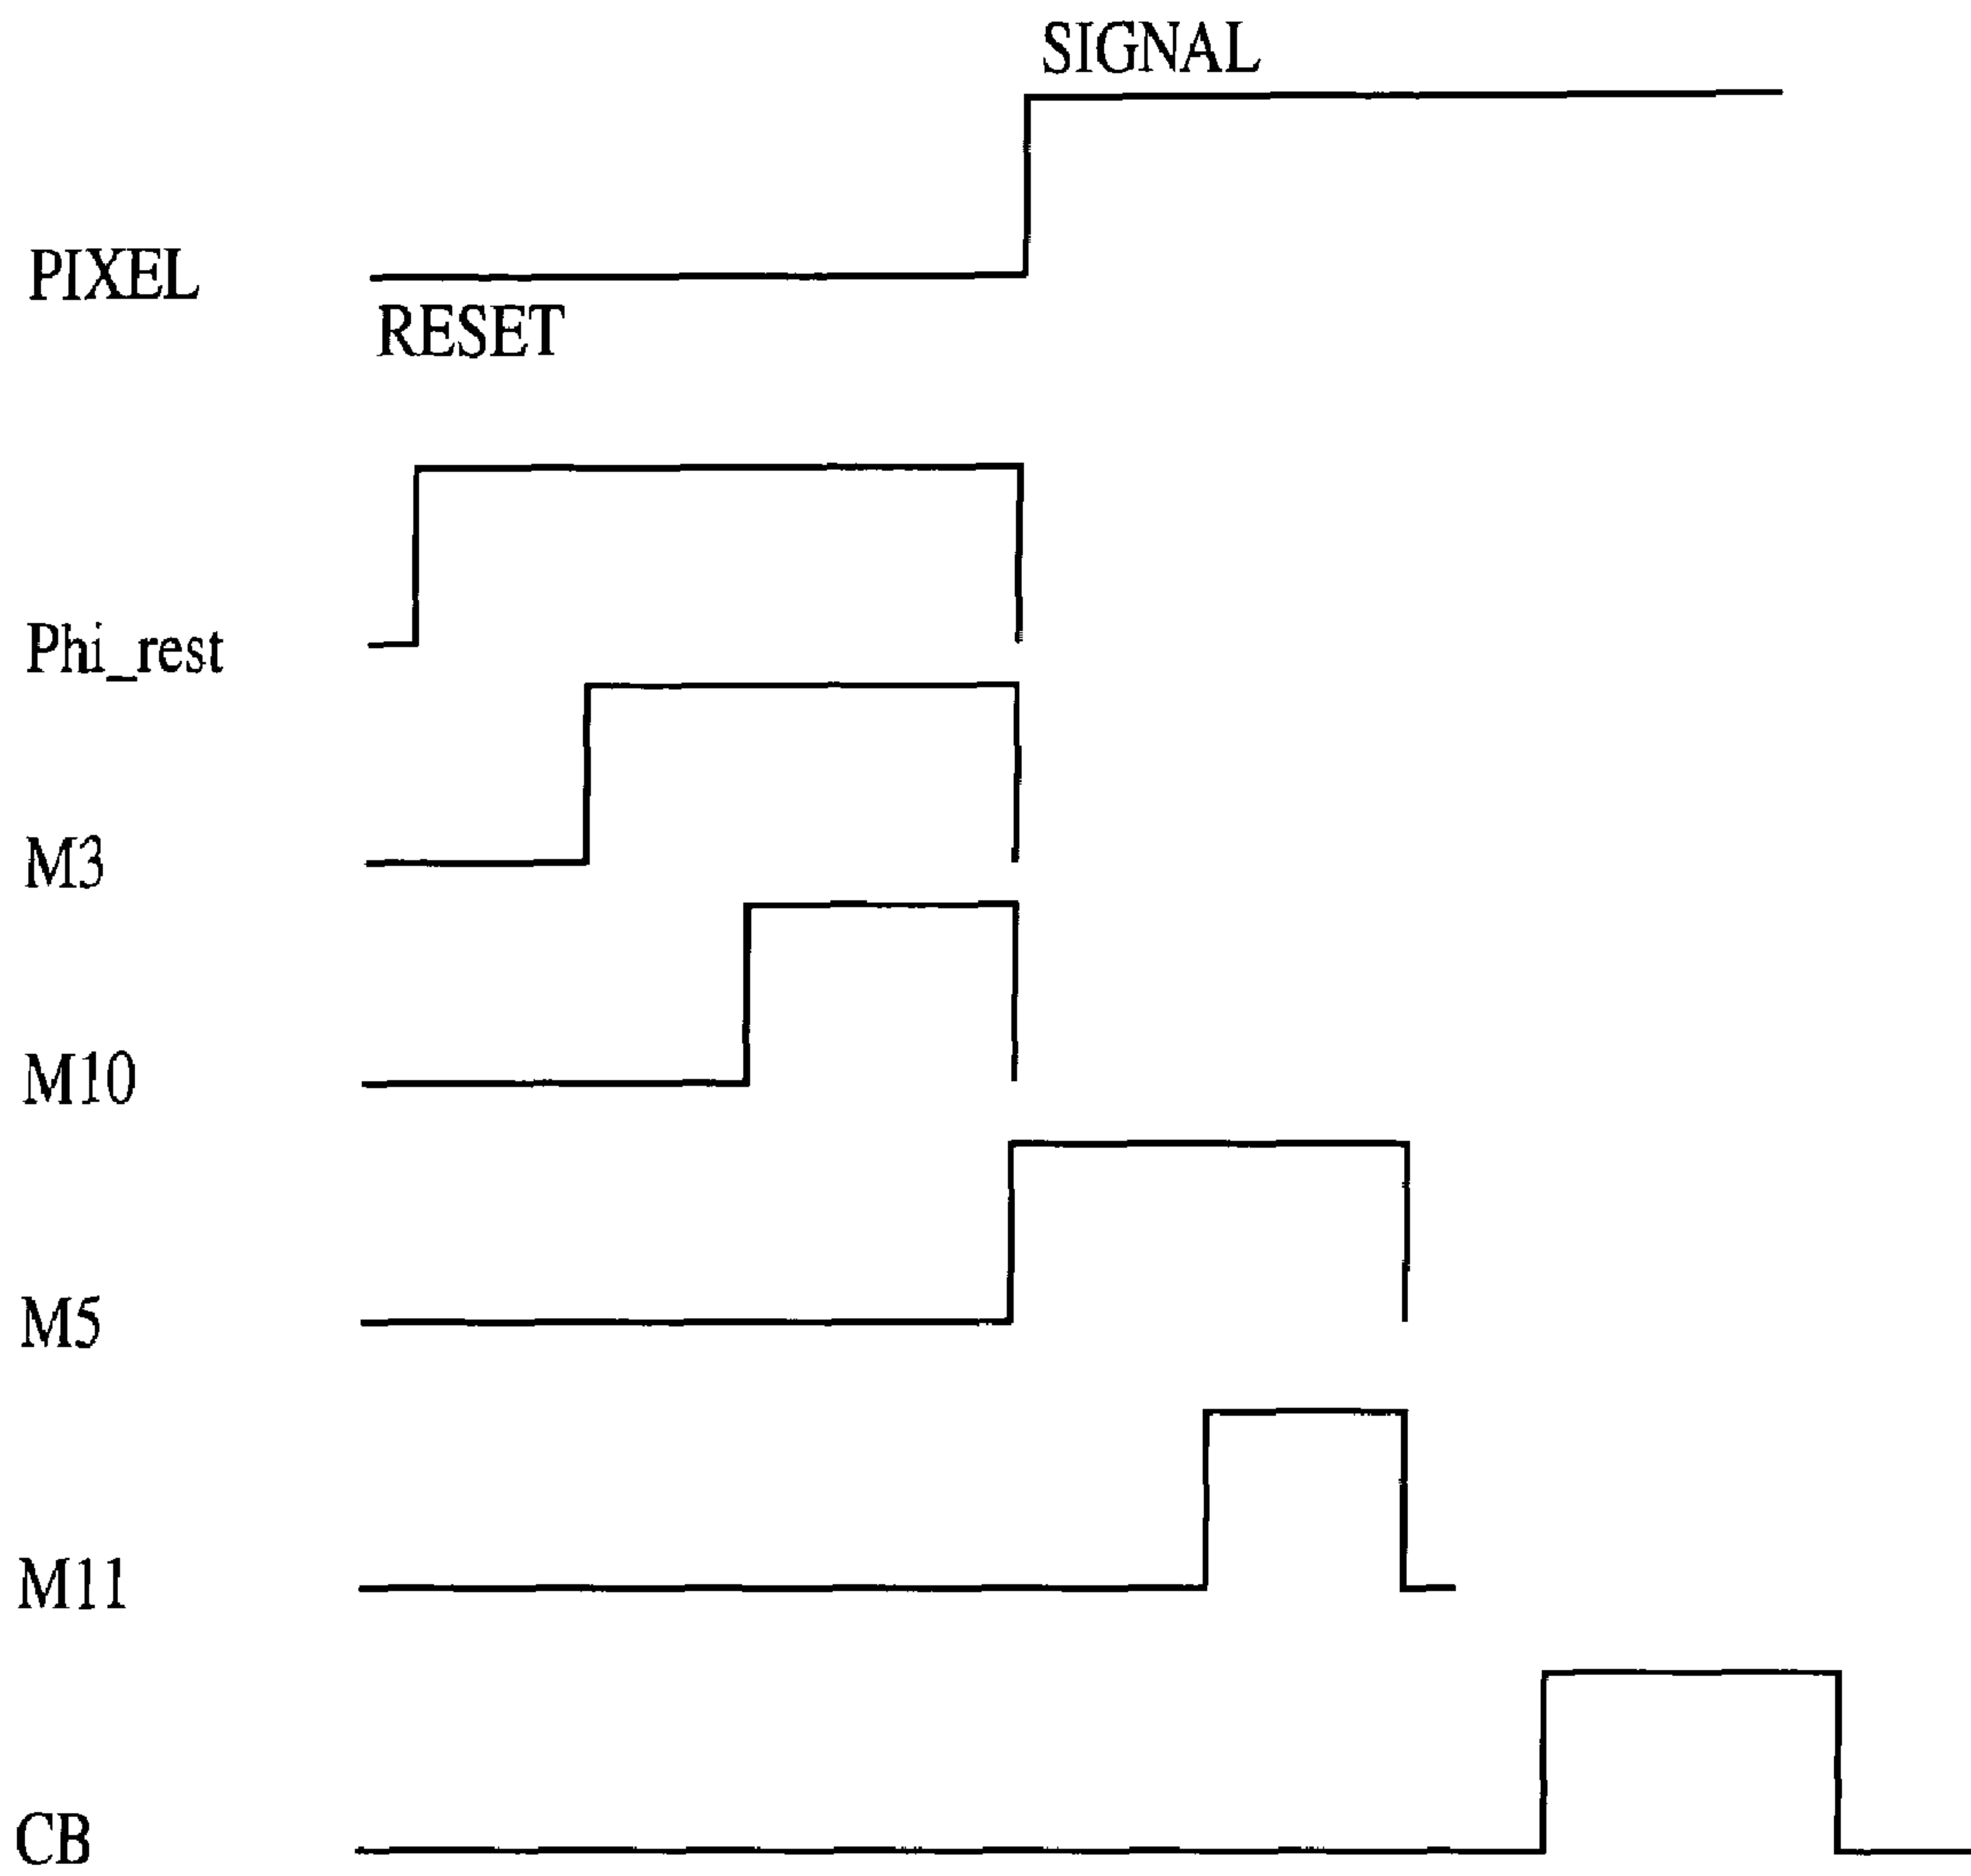 SIGNAL
PIXEL
RESET
Phi_rest
M3
M10
M5
M11
CB